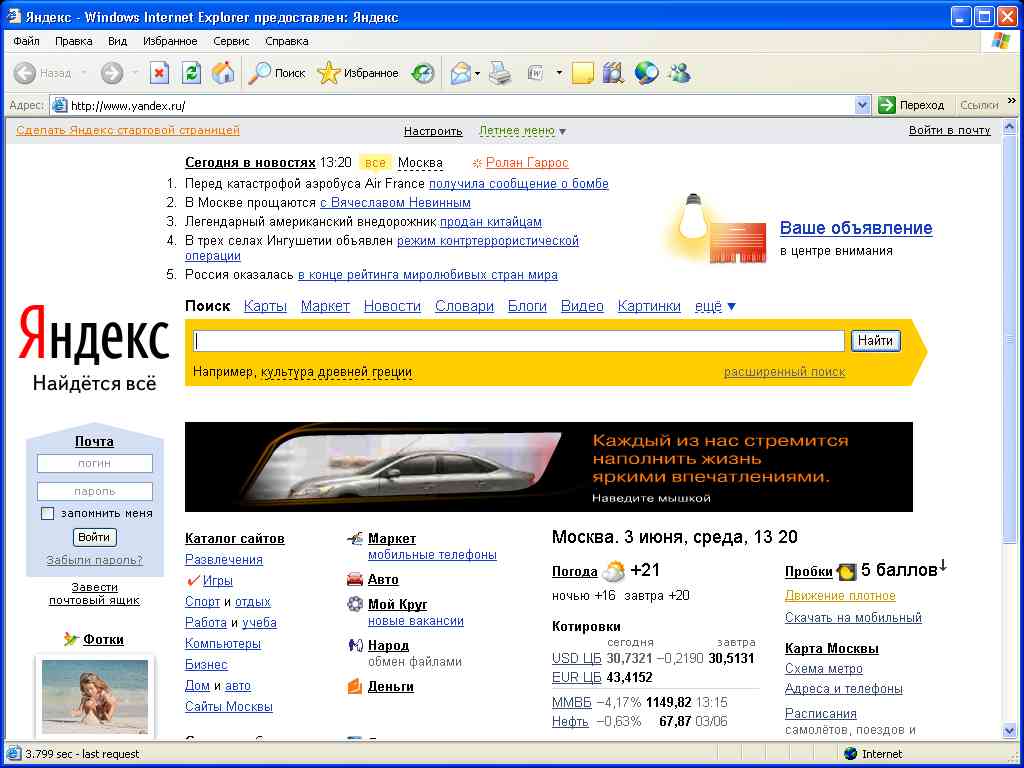 Яндекс - Windows Internet Explorer предоставлен: Яндекс
Файл Правка Вид Избранное Сервис Справка
Назад Поиск Избранное
Адрес: http://www.yandex.ru/ Переход Ссылки »
Сделать Яндекс стартовой страницей Настроить Летнее меню ▼ Войти в почту
Сегодня в новостях 13:20 все Москва Ролан Гаррос
1. Перед катастрофой аэробуса Air France получила сообщение о бомбе
2. В Москве прощаются с Вячеславом Невинным
3. Легендарный американский внедорожник продан китайцам
4. В трех селах Ингушетии объявлен режим контртеррористической
операции
5. Россия оказалась в конце рейтинга миролюбивых стран мира
Ваше объявление
в центре внимания
Яндекс
Найдётся всё
Поиск Карты Маркет Новости Словари Блоги Видео Картинки ещё ▼
Найти
Например, культура древней греции расширенный поиск
Почта
логин
пароль
запомнить меня
Войти
Забыли пароль?
Завести
почтовый ящик
Фотки
Каждый из нас стремится
наполнить жизнь
яркими впечатлениями.
Наведите мышкой
Каталог сайтов
Развлечения
Игры
Спорт и отдых
Работа и учеба
Компьютеры
Бизнес
Дом и авто
Сайты Москвы
Маркет
мобильные телефоны
Авто
Мой Круг
новые вакансии
Народ
обмен файлами
Деньги
Москва. 3 июня, среда, 13 20
Погода +21
ночью +16 завтра +20
Котировки
сегодня завтра
USD ЦБ 30,7321 −0,2190 30,5131
EUR ЦБ 43,4152
ММВБ −4,17% 1149,82 13:15
Нефть −0,63% 67,87 03/06
Пробки 5 баллов↓
Движение плотное
Скачать на мобильный
Карта Москвы
Схема метро
Адреса и телефоны
Расписания
самолётов, поездов и
3.799 sec - last request Internet